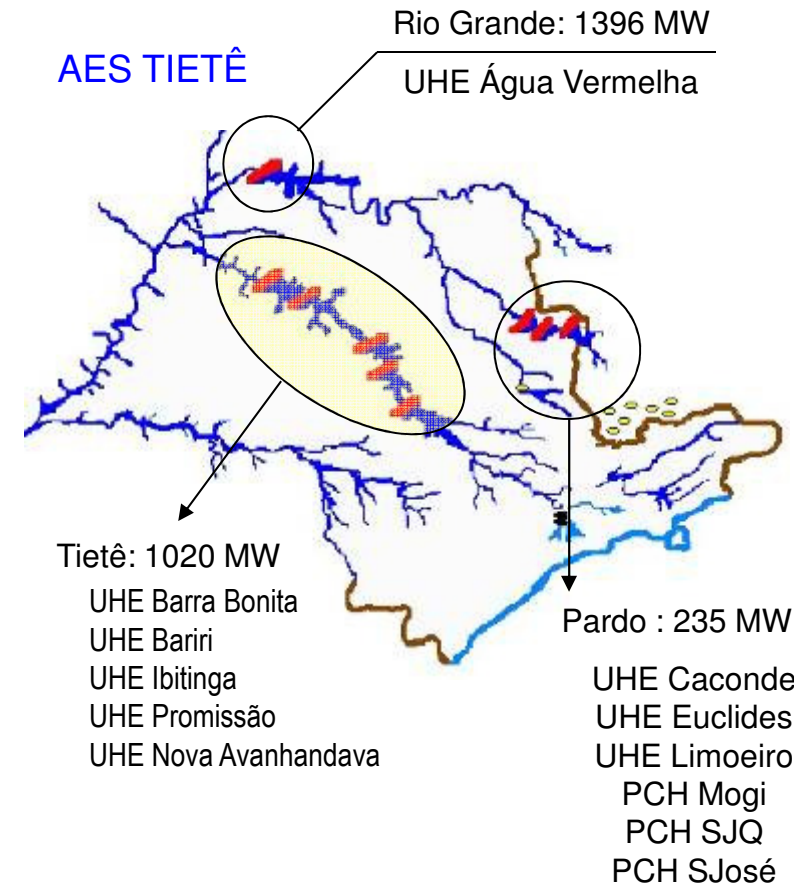 Rio Grande: 1396 MW
AES TIETÊ
UHE Água Vermelha
Tietê: 1020 MW
UHE Barra Bonita
UHE Bariri
UHE Ibitinga
UHE Promissão
UHE Nova Avanhandava
Pardo : 235 MW
UHE Caconde
UHE Euclides
UHE Limoeiro
PCH Mogi
PCH SJQ
PCH SJosé